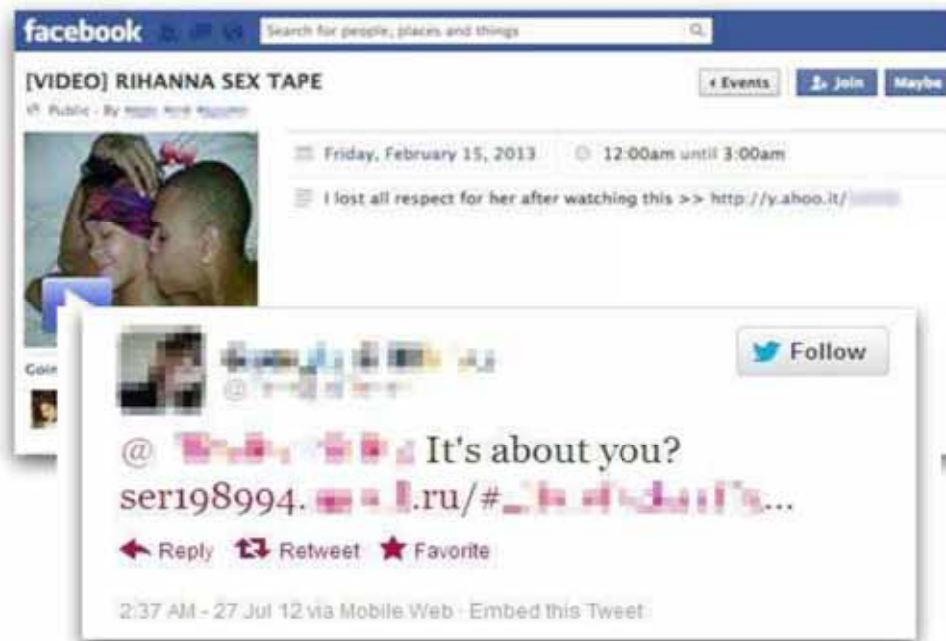 facebook
Search for people, places and things
[VIDEO] RIHANNA SEX TAPE
Events
Join
Maybe
Public · By
Friday, February 15, 2013
12:00am until 3:00am
I lost all respect for her after watching this >> http://y.ahoo.it/
Goin
Follow
@
@ It's about you?
ser198994. .ru/# ...
Reply Retweet Favorite
2:37 AM - 27 Jul 12 via Mobile Web · Embed this Tweet